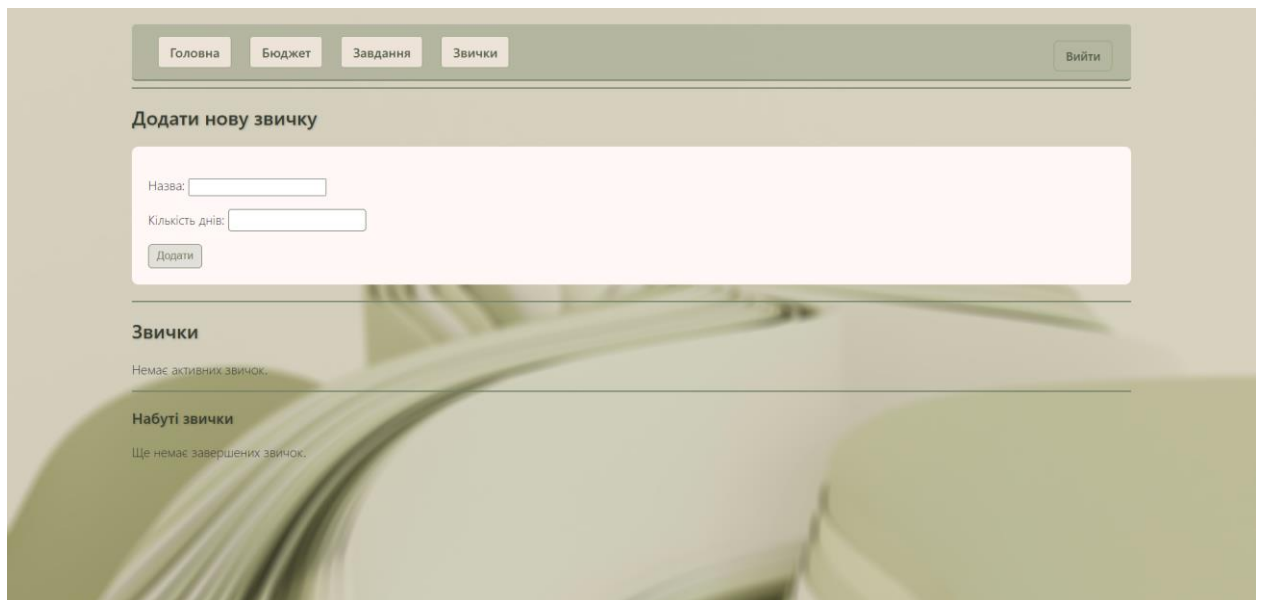 Головна Бюджет Завдання Звички Вийти
Додати нову звичку
Назва:
Кількість днів:
Додати
Звички
Немає активних звичок.
Набуті звички
Ще немає завершених звичок.